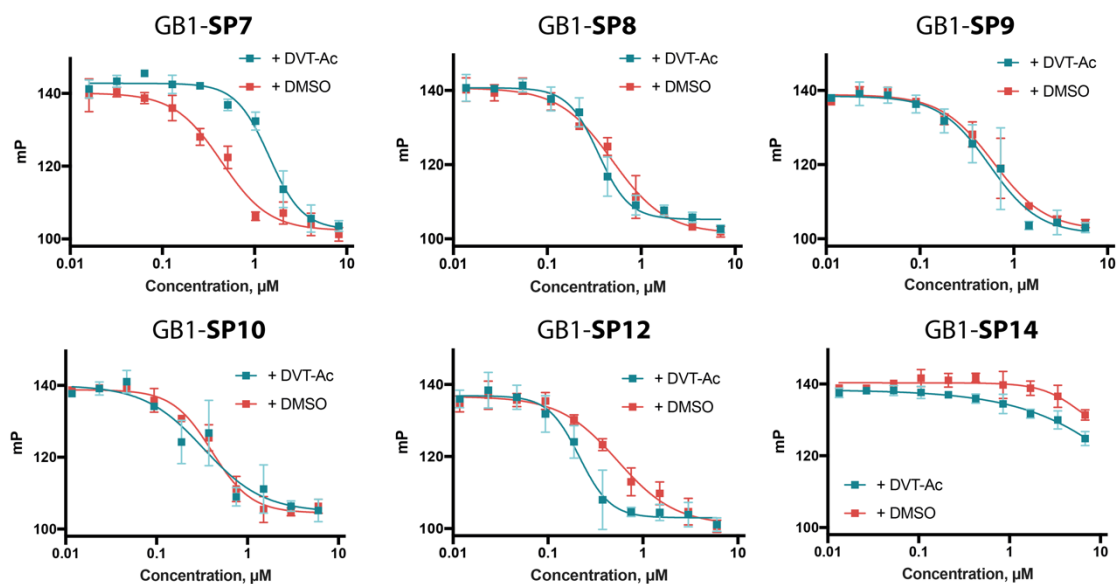 GB1-SP7
+ DVT-Ac
+ DMSO
140
120
100
mP
0.01 0.1 1 10
Concentration, µM
GB1-SP8
+ DVT-Ac
+ DMSO
140
120
100
mP
0.01 0.1 1 10
Concentration, µM
GB1-SP9
+ DVT-Ac
+ DMSO
140
120
100
mP
0.01 0.1 1 10
Concentration, µM
GB1-SP10
+ DVT-Ac
+ DMSO
140
120
100
mP
0.01 0.1 1 10
Concentration, µM
GB1-SP12
+ DVT-Ac
+ DMSO
140
120
100
mP
0.01 0.1 1 10
Concentration, µM
GB1-SP14
140
120
100
mP
+ DVT-Ac
+ DMSO
0.01 0.1 1 10
Concentration, µM